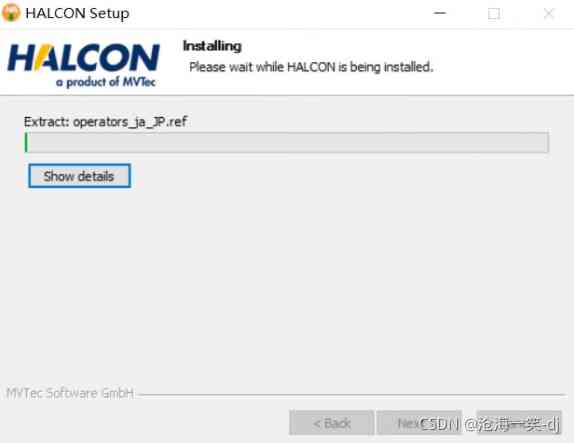 HALCON Setup
HALCON
a product of MVTec
Installing
Please wait while HALCON is being installed.
Extract: operators_ja_JP.ref
Show details
MVTec Software GmbH
< Back
CSDN @沧海一笑-dj